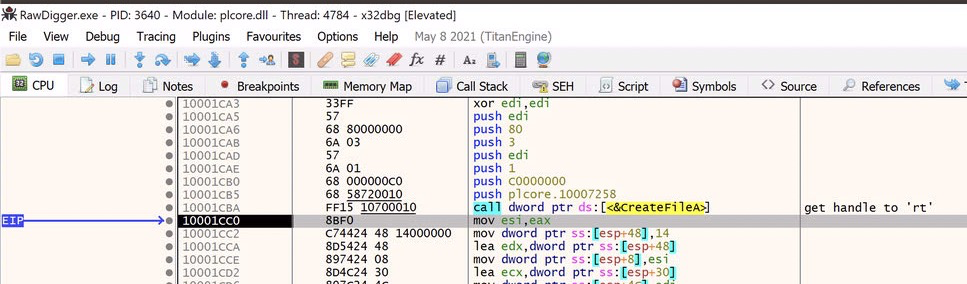 RawDigger.exe - PID: 3640 - Module: plcore.dll - Thread: 4784 - x32dbg [Elevated]
File View Debug Tracing Plugins Favourites Options Help May 8 2021 (TitanEngine)
CPU Log Notes Breakpoints Memory Map Call Stack SEH Script Symbols Source References
10001CA3 33FF xor edi,edi
10001CA5 57 push edi
10001CA6 68 80000000 push 80
10001CAB 6A 03 push 3
10001CAD 57 push edi
10001CAE 6A 01 push 1
10001CB0 68 000000C0 push C0000000
10001CB5 68 58720010 push plcore.10007258
10001CBA FF15 10700010 call dword ptr ds:[<&CreateFileA>] get handle to 'rt'
EIP 10001CC0 8BF0 mov esi,eax
10001CC2 C74424 48 14000000 mov dword ptr ss:[esp+48],14
10001CCA 8D5424 48 lea edx,dword ptr ss:[esp+48]
10001CCE 897424 08 mov dword ptr ss:[esp+8],esi
10001CD2 8D4C24 30 lea ecx,dword ptr ss:[esp+30]